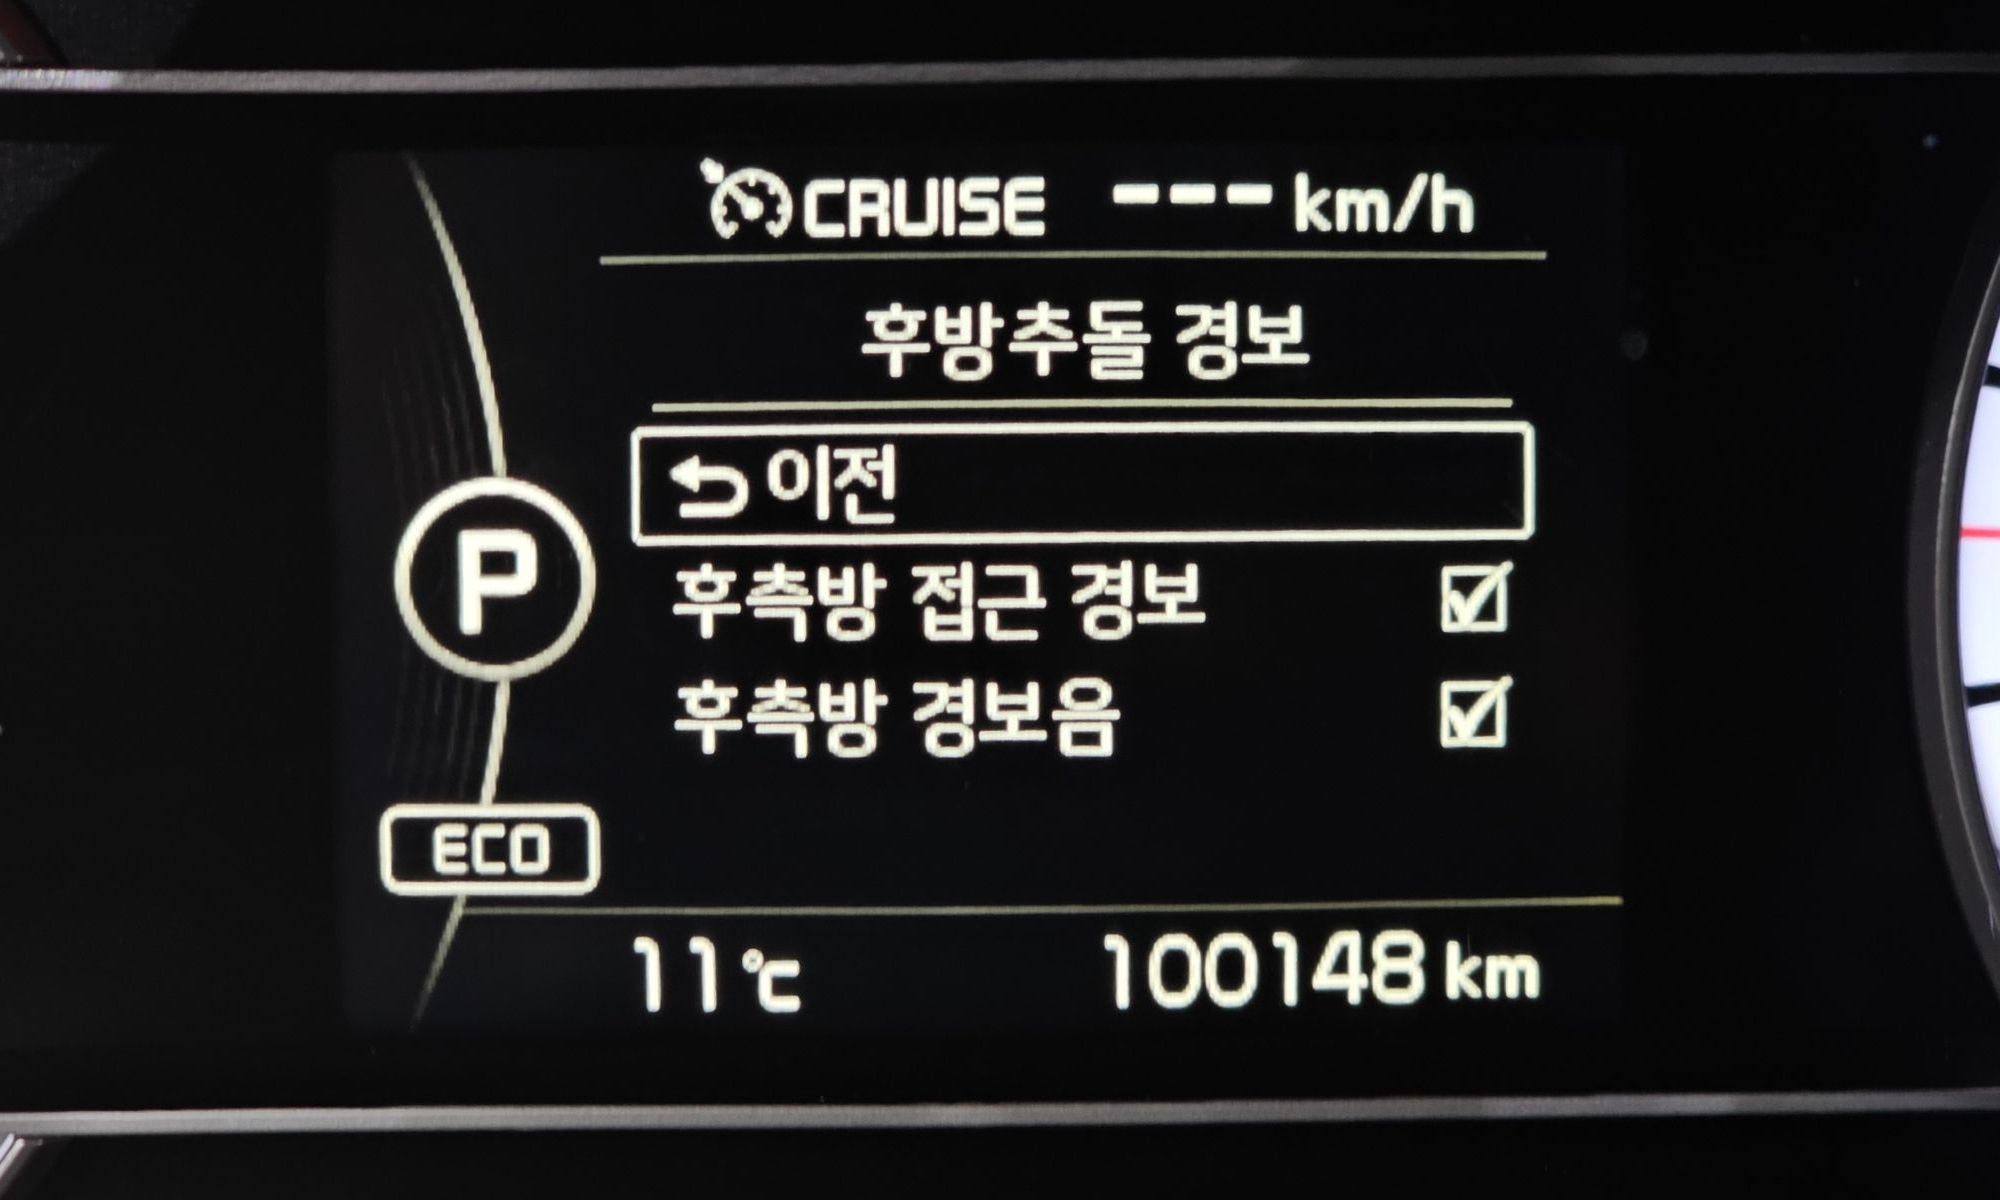 CRUISE --- km/h
후방추돌 경보
이전
P
후측방 접근 경보
후측방 경보음
ECO
11 ℃ 100148 km